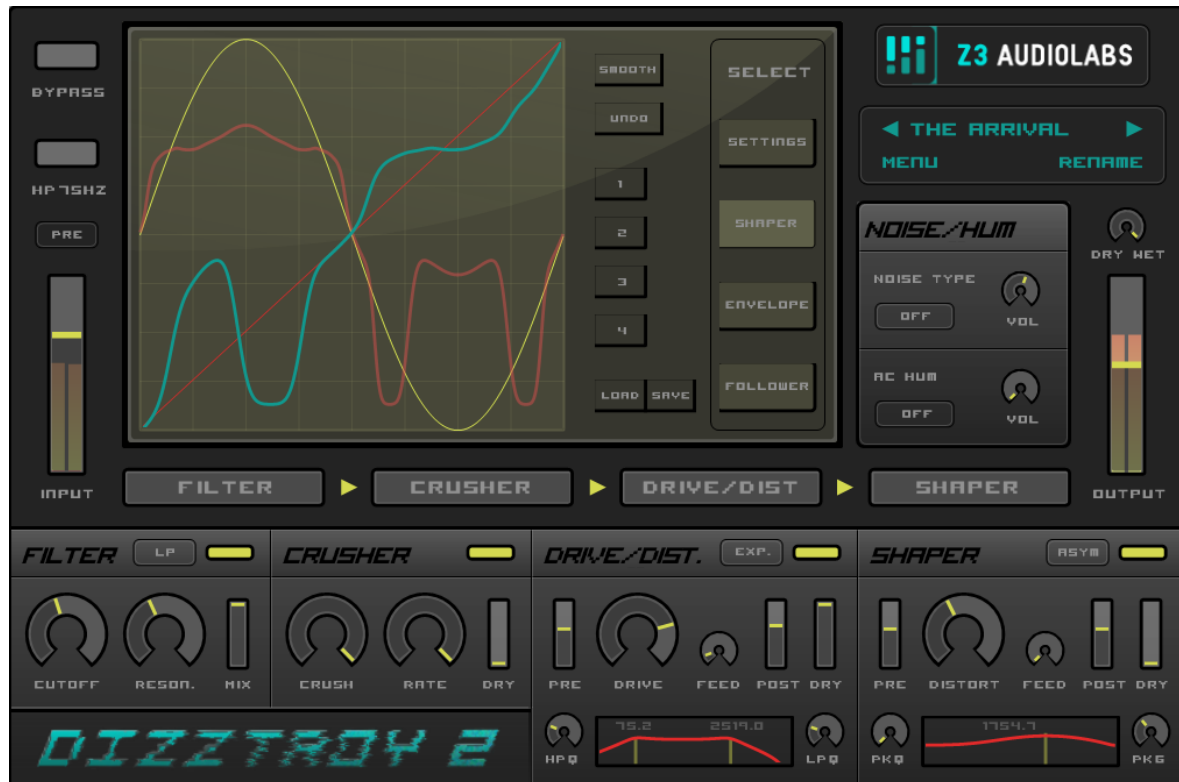 BYPASS
HP 75HZ
PRE
INPUT
SMOOTH
UNDO
1
2
3
4
LOAD SAVE
SELECT
SETTINGS
SHAPER
ENVELOPE
FOLLOWER
Z3 AUDIOLABS
THE ARRIVAL
MENU RENAME
NOISE/HUM
NOISE TYPE
OFF VOL
AC HUM
OFF VOL
DRY WET
OUTPUT
FILTER CRUSHER DRIVE/DIST SHAPER
FILTER LP
CUTOFF RESON. MIX
CRUSHER
CRUSH RATE DRY
DRIVE/DIST. EXP.
PRE DRIVE FEED POST DRY
75.2 2519.0
HPQ LPQ
SHAPER ASYM
PRE DISTORT FEED POST DRY
1754.7
PKQ PKG
DIZZTROY 2